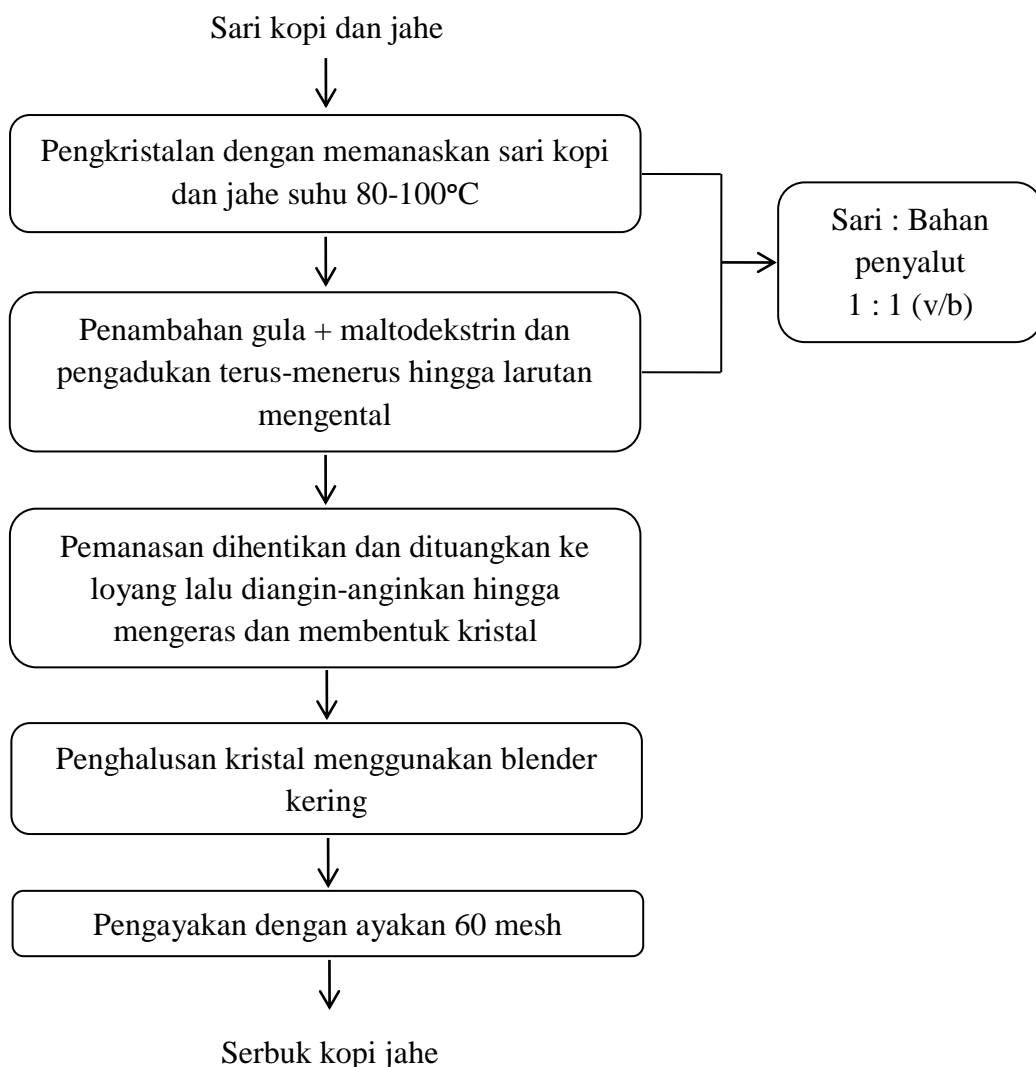 Sari kopi dan jahe
Pengkristalan dengan memanaskan sari kopi
dan jahe suhu 80-100°C
Sari : Bahan
penyalut
1 : 1 (v/b)
Penambahan gula + maltodekstrin dan
pengadukan terus-menerus hingga larutan
mengental
Pemanasan dihentikan dan dituangkan ke
loyang lalu diangin-anginkan hingga
mengeras dan membentuk kristal
Penghalusan kristal menggunakan blender
kering
Pengayakan dengan ayakan 60 mesh
Serbuk kopi jahe